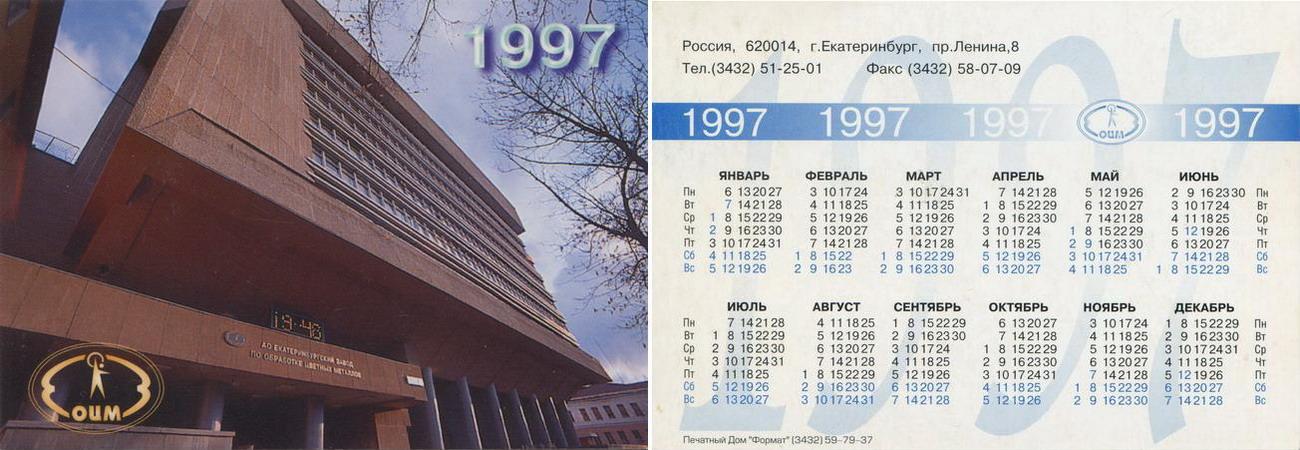 1997
19-40
АО ЕКАТЕРИНБУРГСКИЙ ЗАВОД
ПО ОБРАБОТКЕ ЦВЕТНЫХ МЕТАЛЛОВ
ОЦМ
Россия, 620014, г.Екатеринбург, пр.Ленина,8
Тел.(3432) 51-25-01 Факс (3432) 58-07-09
1997 1997 1997 ОЦМ 1997
1997
ЯНВАРЬ ФЕВРАЛЬ МАРТ АПРЕЛЬ МАЙ ИЮНЬ
Пн 6 13 20 27 3 10 17 24 3 10 17 24 31 7 14 21 28 5 12 19 26 2 9 16 23 30 Пн
Вт 7 14 21 28 4 11 18 25 4 11 18 25 1 8 15 22 29 6 13 20 27 3 10 17 24 Вт
Ср 1 8 15 22 29 5 12 19 26 5 12 19 26 2 9 16 23 30 7 14 21 28 4 11 18 25 Ср
Чт 2 9 16 23 30 6 13 20 27 6 13 20 27 3 10 17 24 1 8 15 22 29 5 12 19 26 Чт
Пт 3 10 17 24 31 7 14 21 28 7 14 21 28 4 11 18 25 2 9 16 23 30 6 13 20 27 Пт
Сб 4 11 18 25 1 8 15 22 1 8 15 22 29 5 12 19 26 3 10 17 24 31 7 14 21 28 Сб
Вс 5 12 19 26 2 9 16 23 2 9 16 23 30 6 13 20 27 4 11 18 25 1 8 15 22 29 Вс
ИЮЛЬ АВГУСТ СЕНТЯБРЬ ОКТЯБРЬ НОЯБРЬ ДЕКАБРЬ
Пн 7 14 21 28 4 11 18 25 1 8 15 22 29 6 13 20 27 3 10 17 24 1 8 15 22 29 Пн
Вт 1 8 15 22 29 5 12 19 26 2 9 16 23 30 7 14 21 28 4 11 18 25 2 9 16 23 30 Вт
Ср 2 9 16 23 30 6 13 20 27 3 10 17 24 1 8 15 22 29 5 12 19 26 3 10 17 24 31 Ср
Чт 3 10 17 24 31 7 14 21 28 4 11 18 25 2 9 16 23 30 6 13 20 27 4 11 18 25 Чт
Пт 4 11 18 25 1 8 15 22 29 5 12 19 26 3 10 17 24 31 7 14 21 28 5 12 19 26 Пт
Сб 5 12 19 26 2 9 16 23 30 6 13 20 27 4 11 18 25 1 8 15 22 29 6 13 20 27 Сб
Вс 6 13 20 27 3 10 17 24 31 7 14 21 28 5 12 19 26 2 9 16 23 30 7 14 21 28 Вс
Печатный Дом "Формат" (3432) 59-79-37